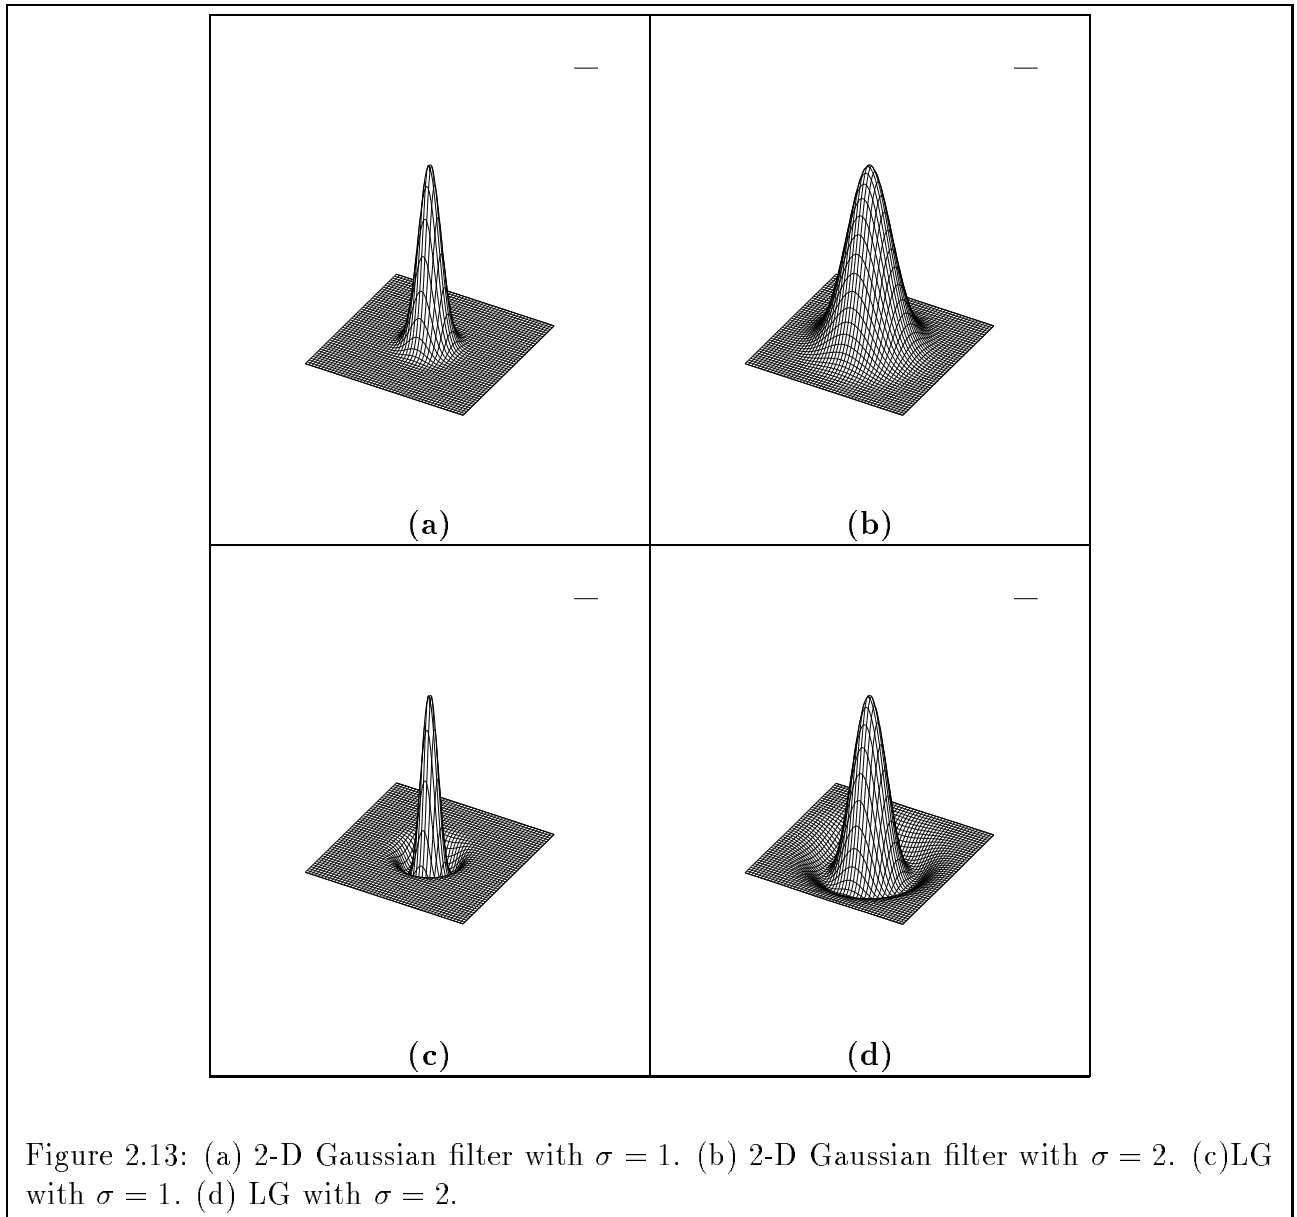 (a)
(b)
(c)
(d)
Figure 2.13: (a) 2-D Gaussian filter with σ = 1. (b) 2-D Gaussian filter with σ = 2. (c)LG
with σ = 1. (d) LG with σ = 2.